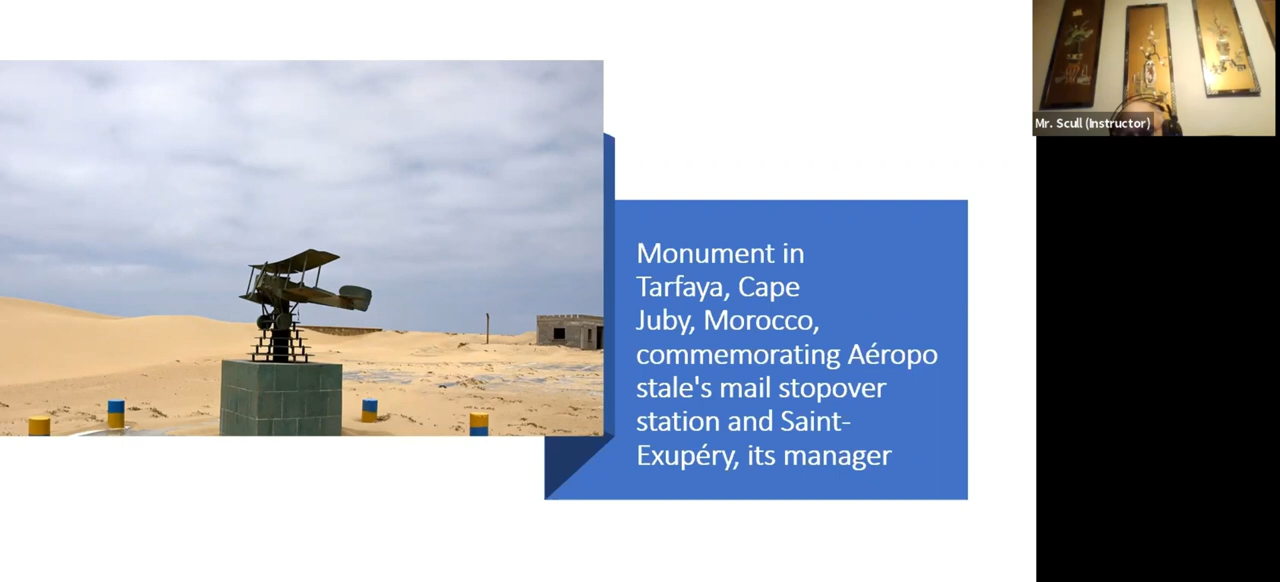 Monument in
Tarfaya, Cape
Juby, Morocco,
commemorating Aéropo
stale's mail stopover
station and Saint-
Exupéry, its manager
Mr. Scull (Instructor)